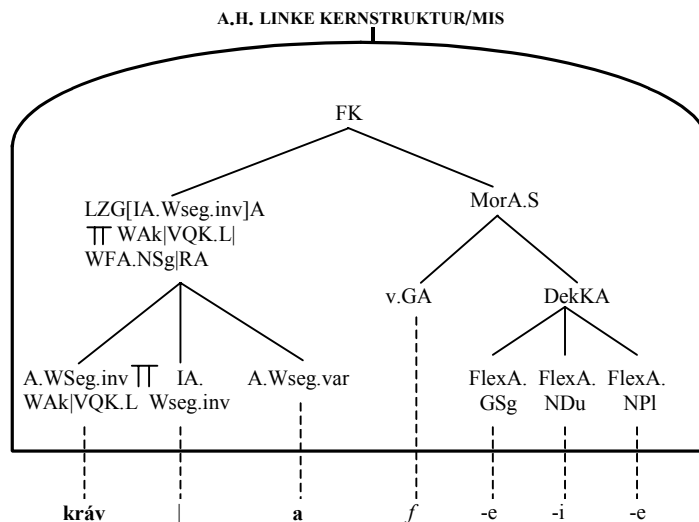 A.H. LINKE KERNSTRUKTUR/MIS
FK
LZG[IA.Wseg.inv]A
╥ WAk|VQK.L|
WFA.NSg|RA
MorA.S
v.GA
DekKA
A.WSeg.inv ╥
WAk|VQK.L
IA.
Wseg.inv
A.Wseg.var
FlexA.
GSg
FlexA.
NDu
FlexA.
NPl
kráv
|
a
f
-e
-i
-e